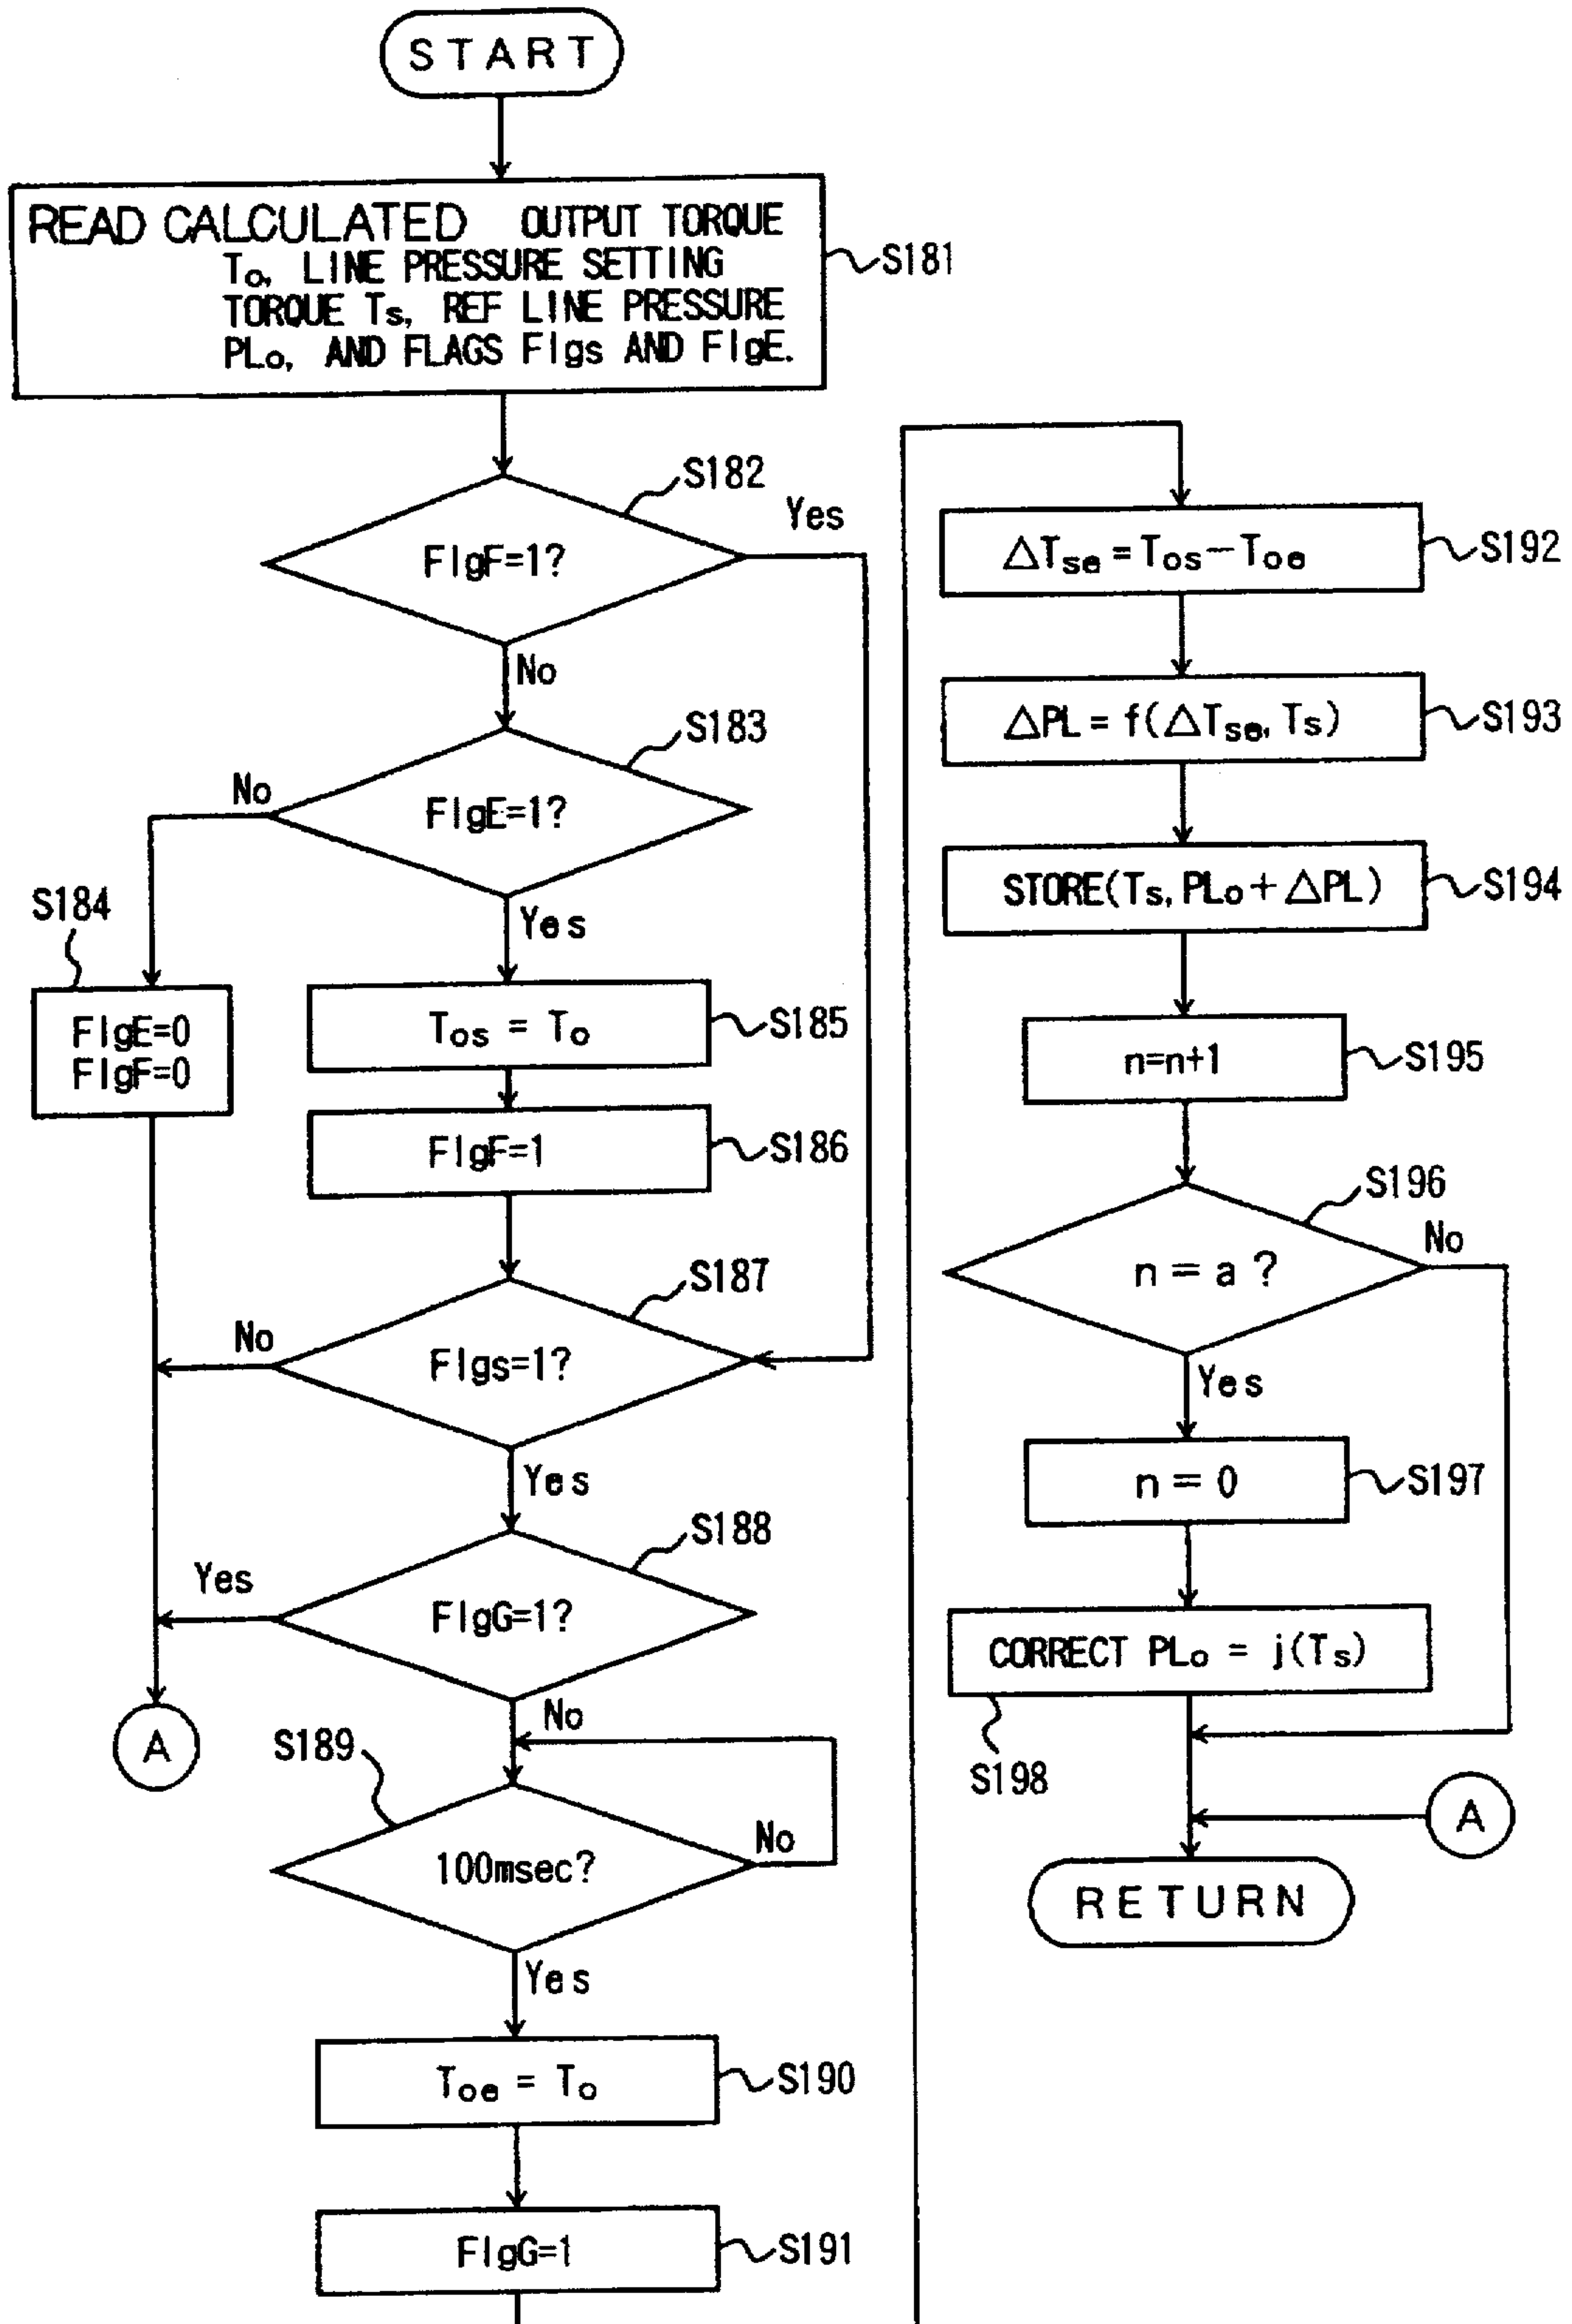 START
READ CALCULATED OUTPUT TORQUE
To, LINE PRESSURE SETTING
TORQUE Ts, REF LINE PRESSURE
PLo, AND FLAGS Flgs AND FlgE.
S181
S182
FlgF=1?
Yes
No
S183
FlgE=1?
No
Yes
S184
FlgE=0
FlgF=0
Tos = To
S185
FlgF=1
S186
S187
Flgs=1?
No
Yes
S188
FlgG=1?
Yes
No
A
S189
100msec?
No
Yes
Toe = To
S190
FlgG=1
S191
△Tse = Tos − Toe
S192
△PL = f(△Tse, Ts)
S193
STORE(Ts, PLo + △PL)
S194
n=n+1
S195
S196
n = a ?
No
Yes
n = 0
S197
CORRECT PLo = j(Ts)
S198
A
RETURN